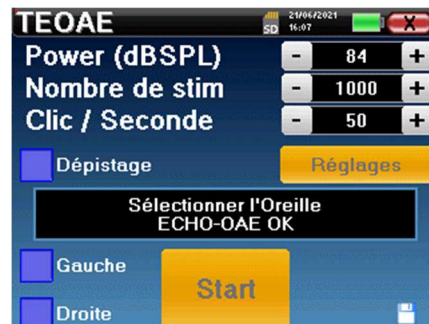 TEOAE
SD 21/06/2021
16:07
X
Power (dBSPL) - 84 +
Nombre de stim - 1000 +
Clic / Seconde - 50 +
Dépistage
Réglages
Sélectionner l'Oreille
ECHO-OAE OK
Gauche
Start
Droite